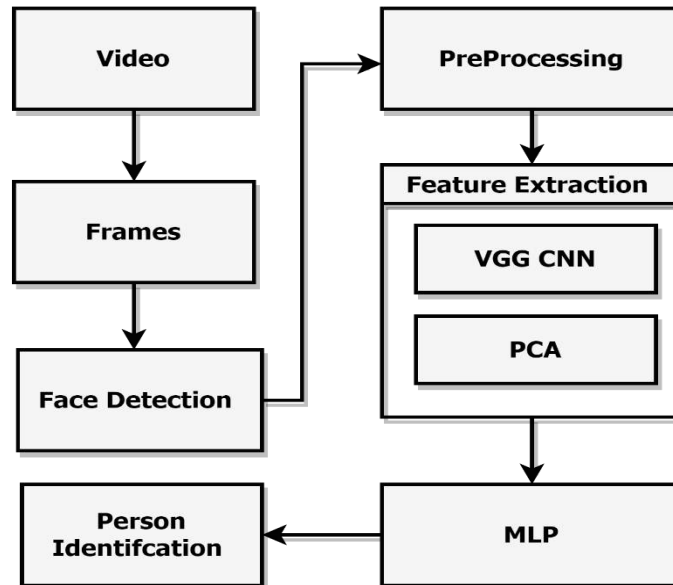 Video
Frames
Face Detection
PreProcessing
Feature Extraction
VGG CNN
PCA
MLP
Person
Identifcation